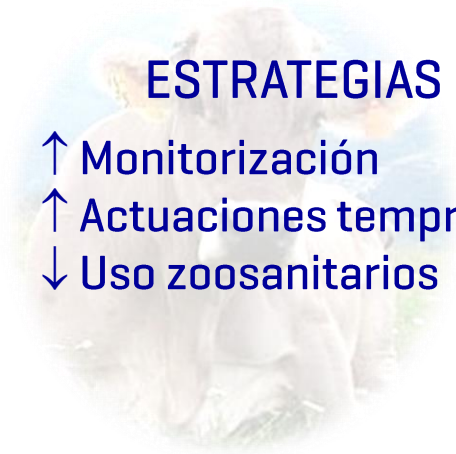 ESTRATEGIAS
↑ Monitorización
↑ Actuaciones tempr
↓ Uso zoosanitarios